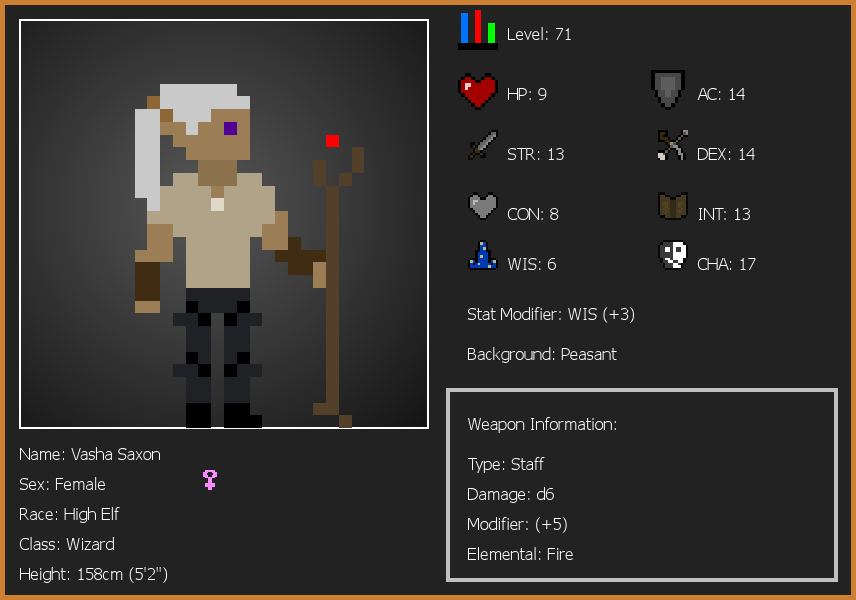 Level: 71
HP: 9 AC: 14
STR: 13 DEX: 14
CON: 8 INT: 13
WIS: 6 CHA: 17
Stat Modifier: WIS (+3)
Background: Peasant
Weapon Information:
Type: Staff
Damage: d6
Modifier: (+5)
Elemental: Fire
Name: Vasha Saxon
Sex: Female
Race: High Elf
Class: Wizard
Height: 158cm (5'2")